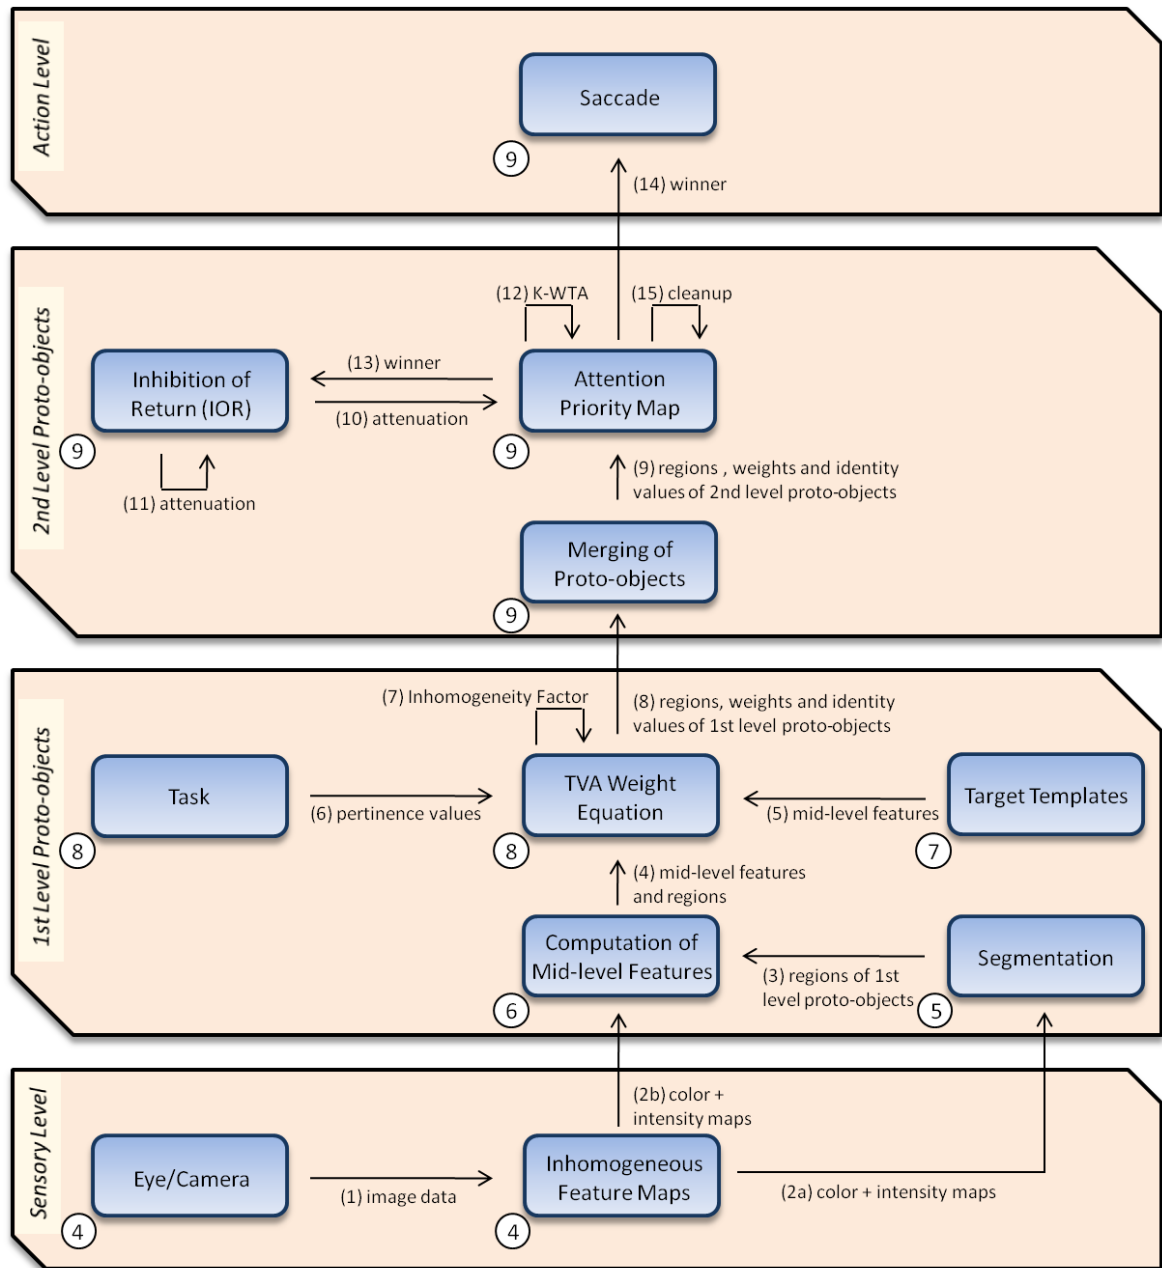 Action Level
Saccade
9
(14) winner
2nd Level Proto-objects
(12) K-WTA
(15) cleanup
Inhibition of
Return (IOR)
9
(13) winner
(10) attenuation
Attention
Priority Map
9
(11) attenuation
(9) regions , weights and identity
values of 2nd level proto-objects
Merging of
Proto-objects
9
1st Level Proto-objects
(7) Inhomogeneity Factor
(8) regions, weights and identity
values of 1st level proto-objects
Task
8
(6) pertinence values
TVA Weight
Equation
8
(5) mid-level features
Target Templates
7
(4) mid-level features
and regions
Computation of
Mid-level Features
6
(3) regions of 1st
level proto-objects
Segmentation
5
Sensory Level
(2b) color +
intensity maps
Eye/Camera
4
(1) image data
Inhomogeneous
Feature Maps
4
(2a) color + intensity maps